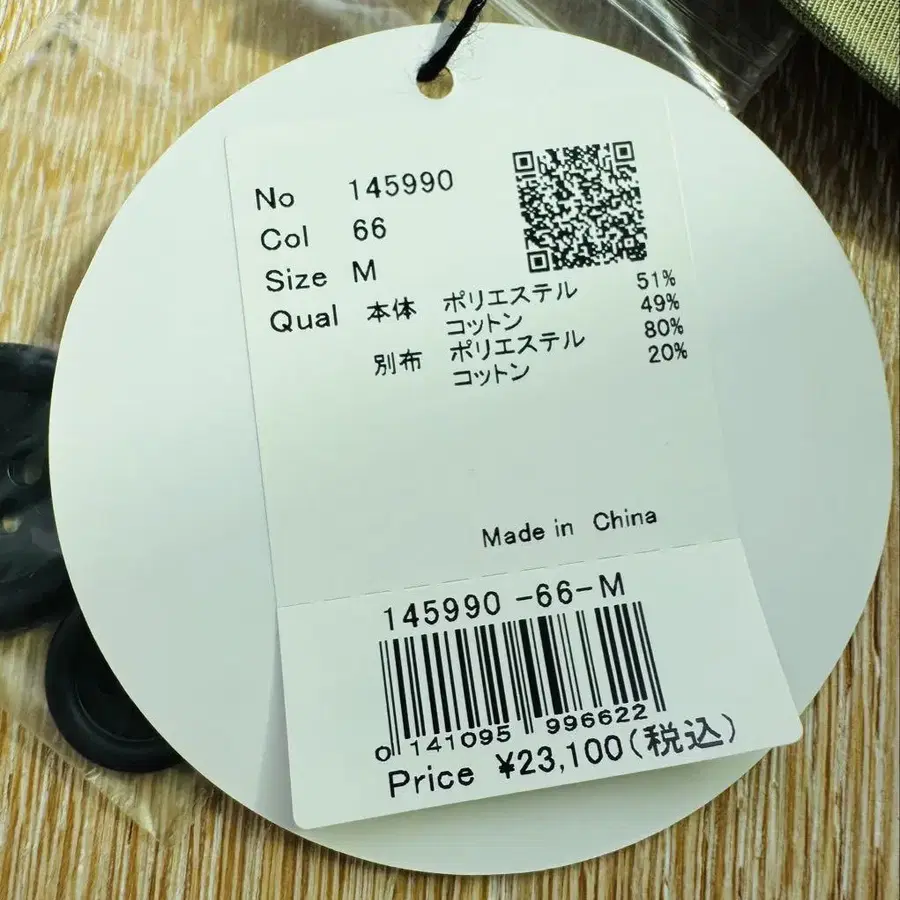 No 145990
Col 66
Size M
Qual 本体 ポリエステル 51%
コットン 49%
別布 ポリエステル 80%
コットン 20%
Made in China
145990 -66-M
0 141095 996622
Price ¥23,100(税込)